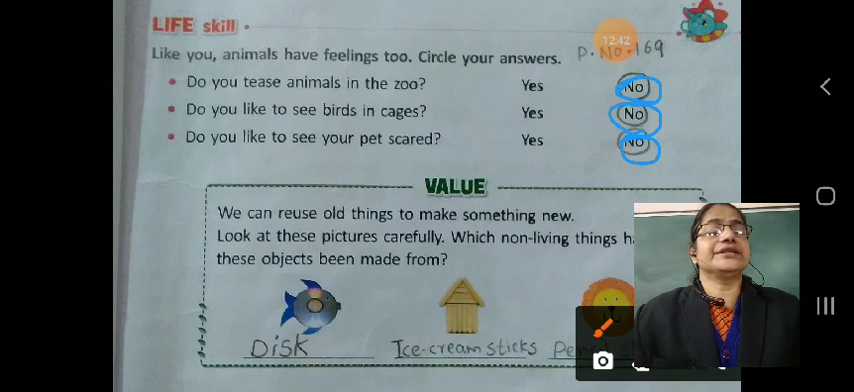 LIFE skill
12:42
Like you, animals have feelings too. Circle your answers. P.No.169
Do you tease animals in the zoo? Yes No
Do you like to see birds in cages? Yes No
Do you like to see your pet scared? Yes No
VALUE
We can reuse old things to make something new.
Look at these pictures carefully. Which non-living things
these objects been made from?
Disk Ice-cream sticks